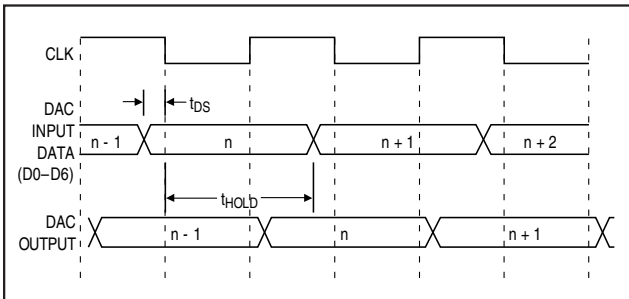 CLK
DAC
INPUT
DATA
(D0–D6)
tDS
n - 1
n
n + 1
n + 2
tHOLD
DAC
OUTPUT
n - 1
n
n + 1